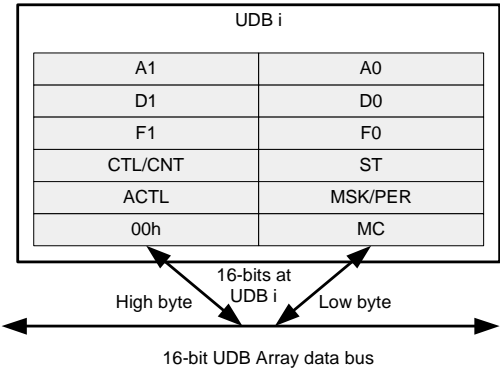 UDB i
A1 A0
D1 D0
F1 F0
CTL/CNT ST
ACTL MSK/PER
00h MC
16-bits at
UDB i
High byte Low byte
16-bit UDB Array data bus